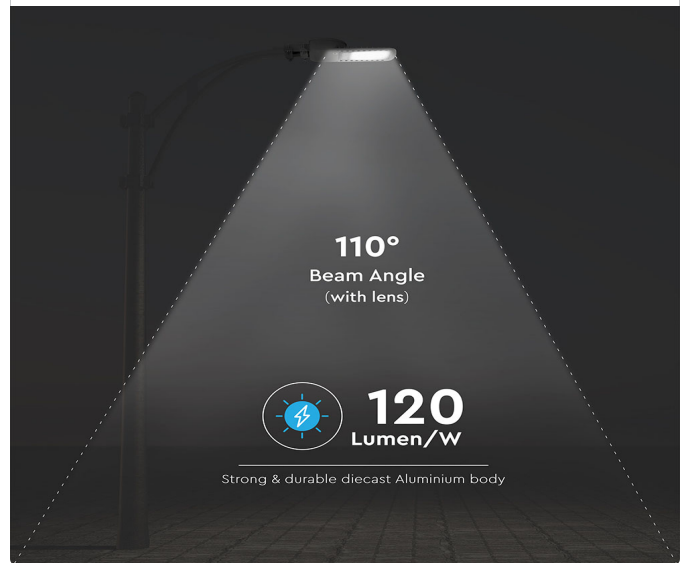 110°
Beam Angle
(with lens)
120
Lumen/W
Strong & durable diecast Aluminium body